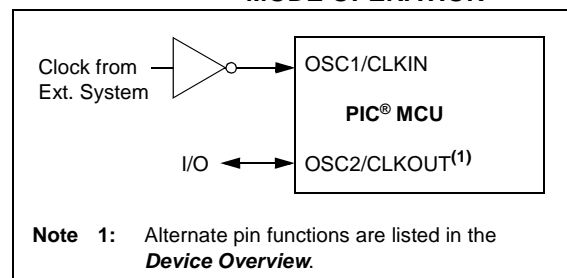 MODE OPERATION
Clock from
Ext. System
OSC1/CLKIN
PIC® MCU
I/O
OSC2/CLKOUT(1)
Note 1: Alternate pin functions are listed in the
Device Overview.